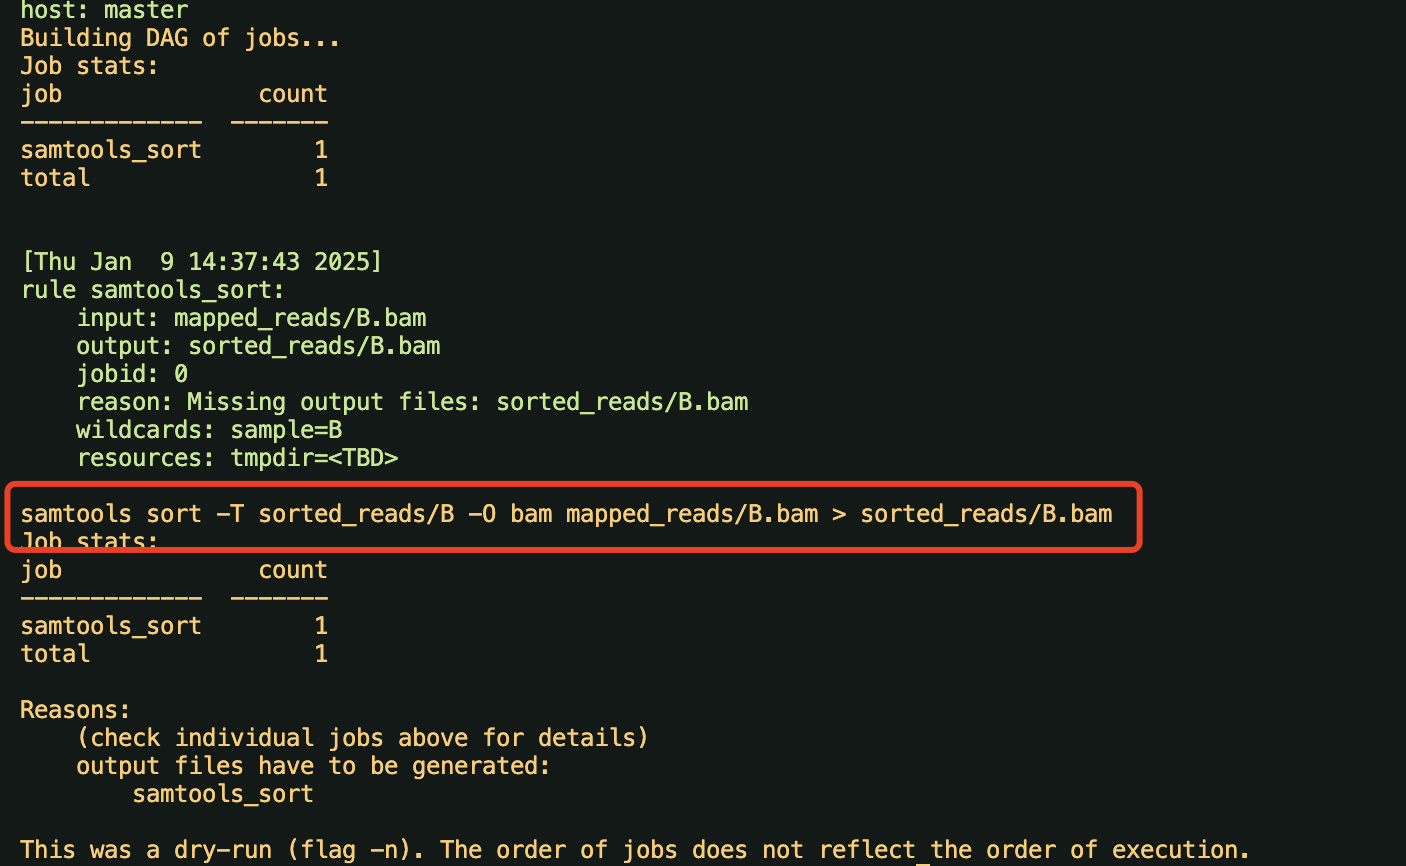 host: master
Building DAG of jobs...
Job stats:
job              count
-------------  -------
samtools_sort        1
total                1
[Thu Jan  9 14:37:43 2025]
rule samtools_sort:
    input: mapped_reads/B.bam
    output: sorted_reads/B.bam
    jobid: 0
    reason: Missing output files: sorted_reads/B.bam
    wildcards: sample=B
    resources: tmpdir=<TBD>
samtools sort -T sorted_reads/B -O bam mapped_reads/B.bam > sorted_reads/B.bam
Job stats:
job              count
-------------  -------
samtools_sort        1
total                1
Reasons:
    (check individual jobs above for details)
    output files have to be generated:
        samtools_sort
This was a dry-run (flag -n). The order of jobs does not reflect the order of execution.